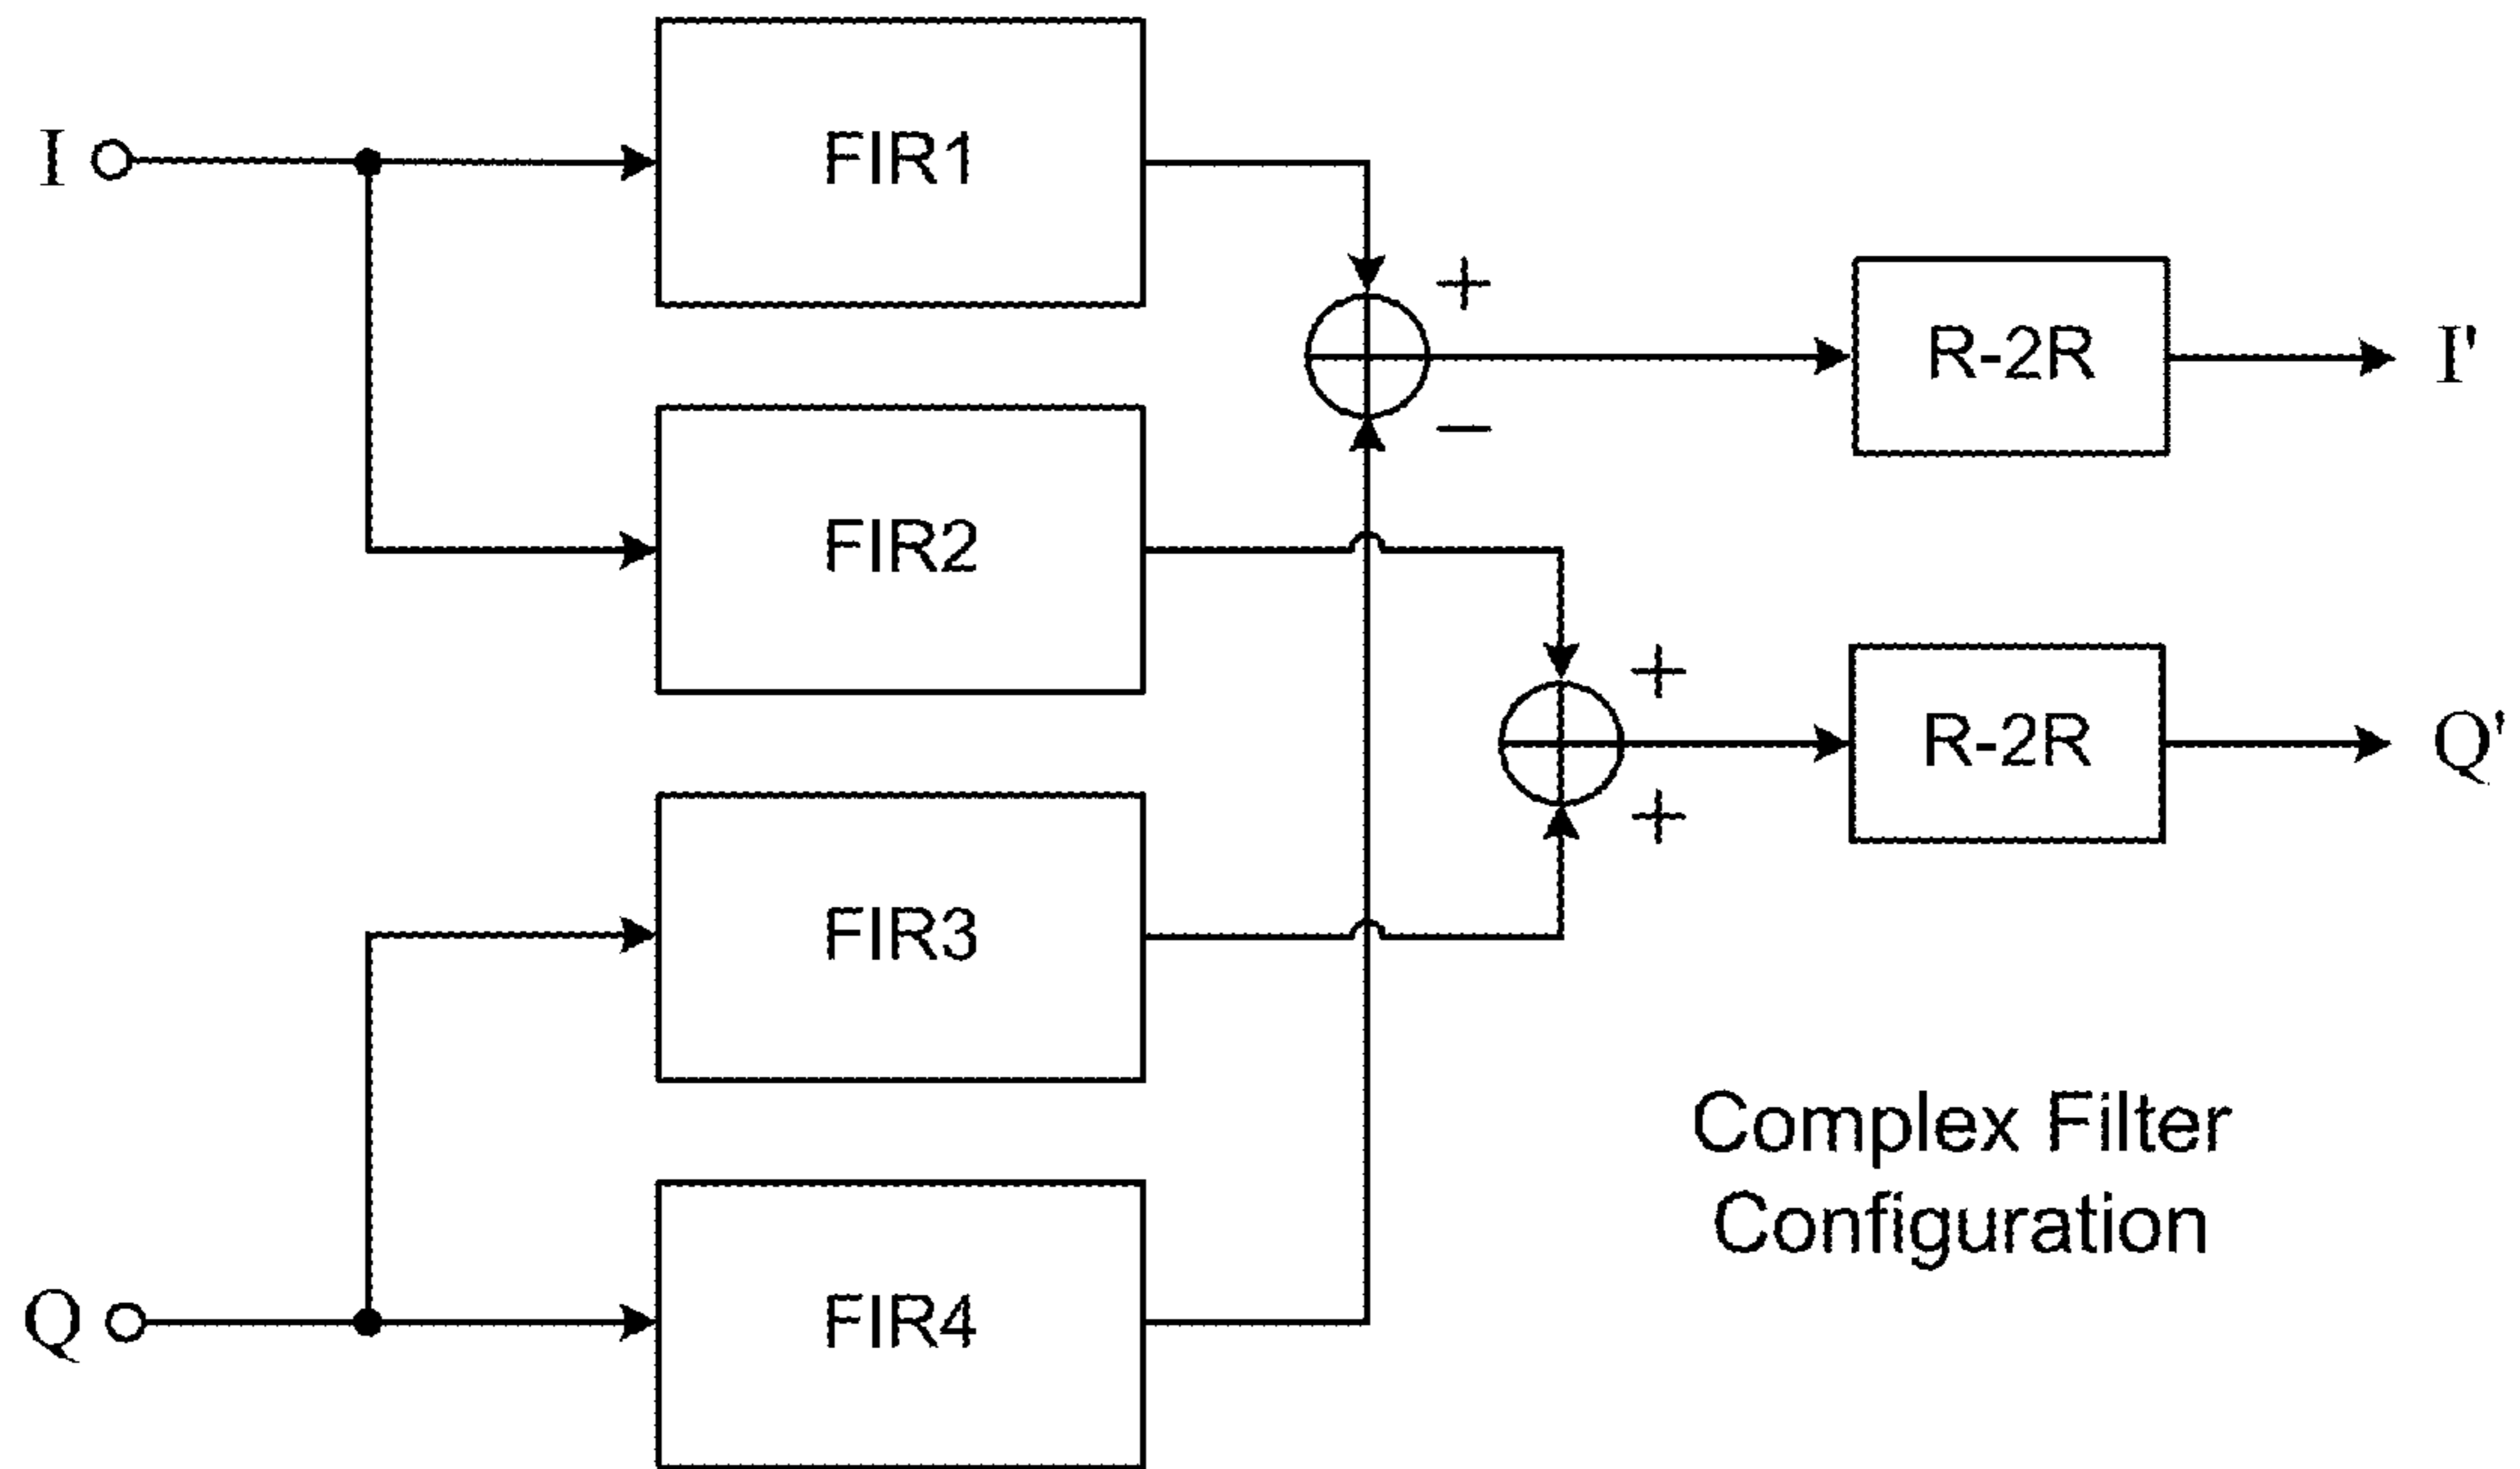 I
FIR1
+
R-2R
I'
−
FIR2
+
R-2R
Q'
+
FIR3
Complex Filter
Configuration
Q
FIR4